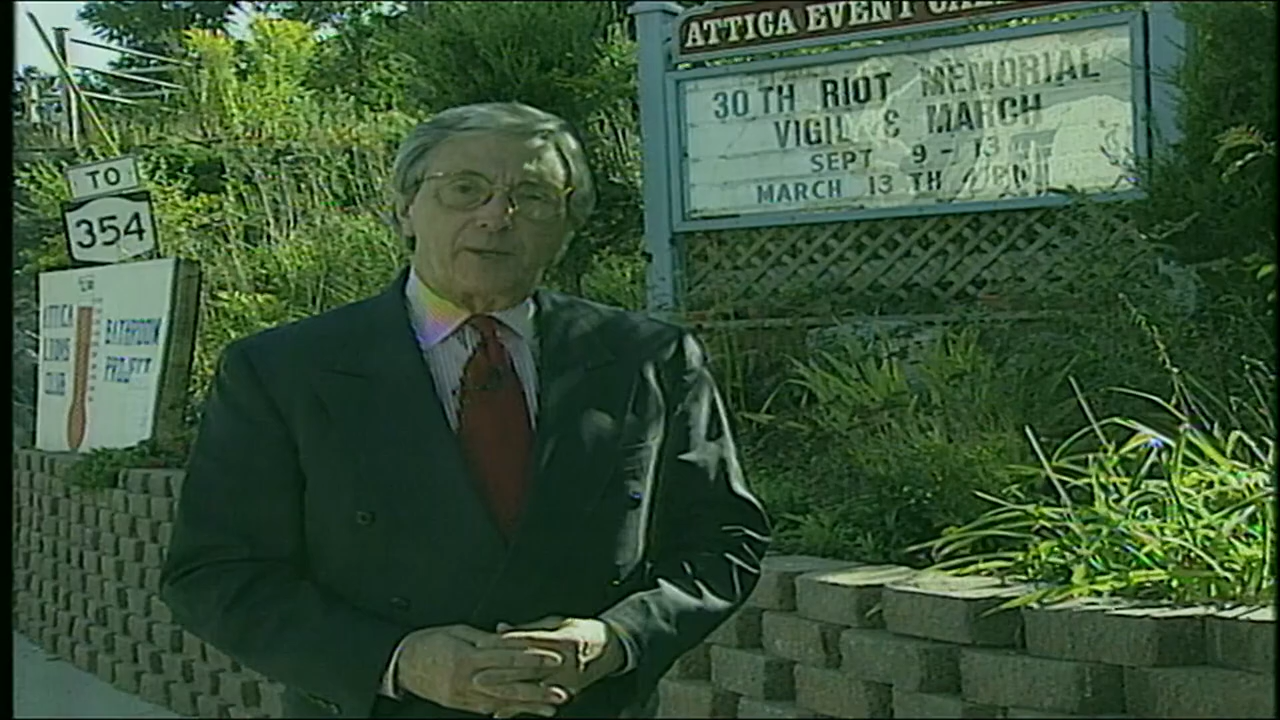 ATTICA EVENT
30 TH RIOT MEMORIAL
VIGIL & MARCH
SEPT 9 - 13
MARCH 13 TH
TO
354
ATTICA
LIONS
CLUB
BATHROOM
PROJECT